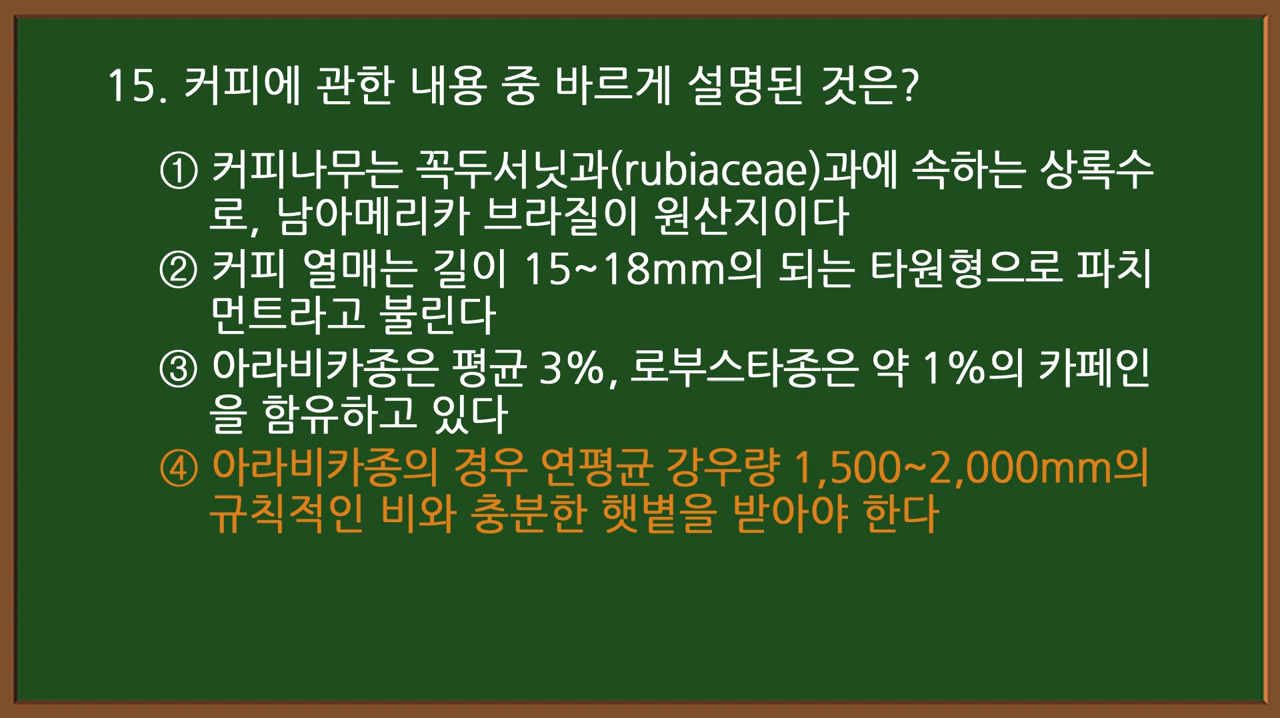 15. 커피에 관한 내용 중 바르게 설명된 것은?
① 커피나무는 꼭두서닛과(rubiaceae)과에 속하는 상록수
로, 남아메리카 브라질이 원산지이다
② 커피 열매는 길이 15~18mm의 되는 타원형으로 파치
먼트라고 불린다
③ 아라비카종은 평균 3%, 로부스타종은 약 1%의 카페인
을 함유하고 있다
④ 아라비카종의 경우 연평균 강우량 1,500~2,000mm의
규칙적인 비와 충분한 햇볕을 받아야 한다